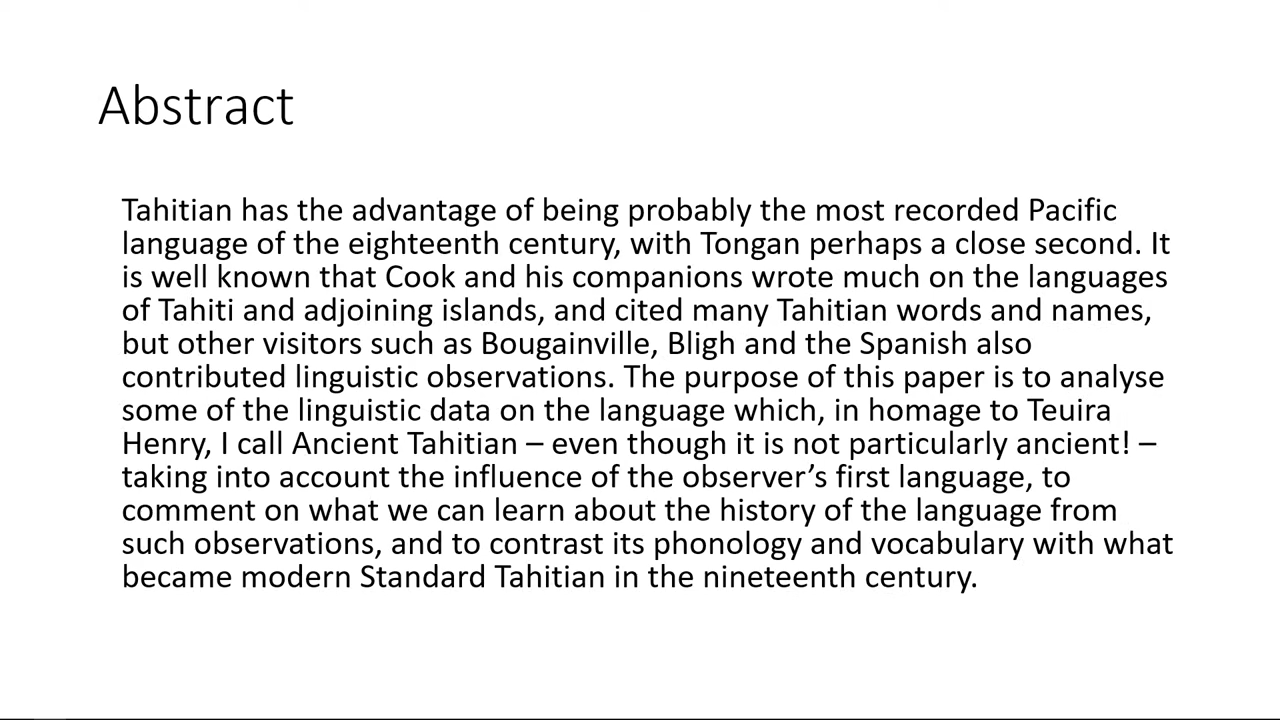 Abstract
Tahitian has the advantage of being probably the most recorded Pacific
language of the eighteenth century, with Tongan perhaps a close second. It
is well known that Cook and his companions wrote much on the languages
of Tahiti and adjoining islands, and cited many Tahitian words and names,
but other visitors such as Bougainville, Bligh and the Spanish also
contributed linguistic observations. The purpose of this paper is to analyse
some of the linguistic data on the language which, in homage to Teuira
Henry, I call Ancient Tahitian – even though it is not particularly ancient! –
taking into account the influence of the observer’s first language, to
comment on what we can learn about the history of the language from
such observations, and to contrast its phonology and vocabulary with what
became modern Standard Tahitian in the nineteenth century.